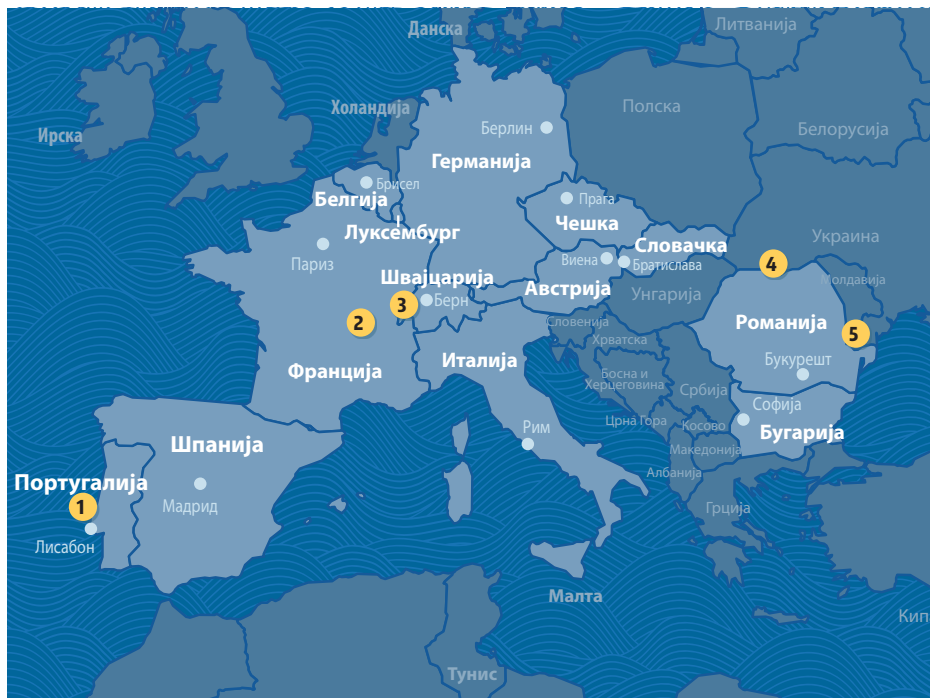 Данска
Литванија
Холандија
Полска
Ирска
Берлин
Белорусија
Германија
Брисел
Белгија
Прага
Чешка
Луксембург
Словачка
Украина
Париз
Виена
Братислава
4
Швајцарија
Молдавија
Австрија
Унгарија
3
Берн
2
Словенија
Романија
5
Хрватска
Италија
Букурешт
Франција
Босна и
Херцеговина
Србија
Софија
Црна Гора
Косово
Рим
Бугарија
Шпанија
Македонија
Албанија
Португалија
1
Мадрид
Грција
Лисабон
Малта
Кип
Тунис